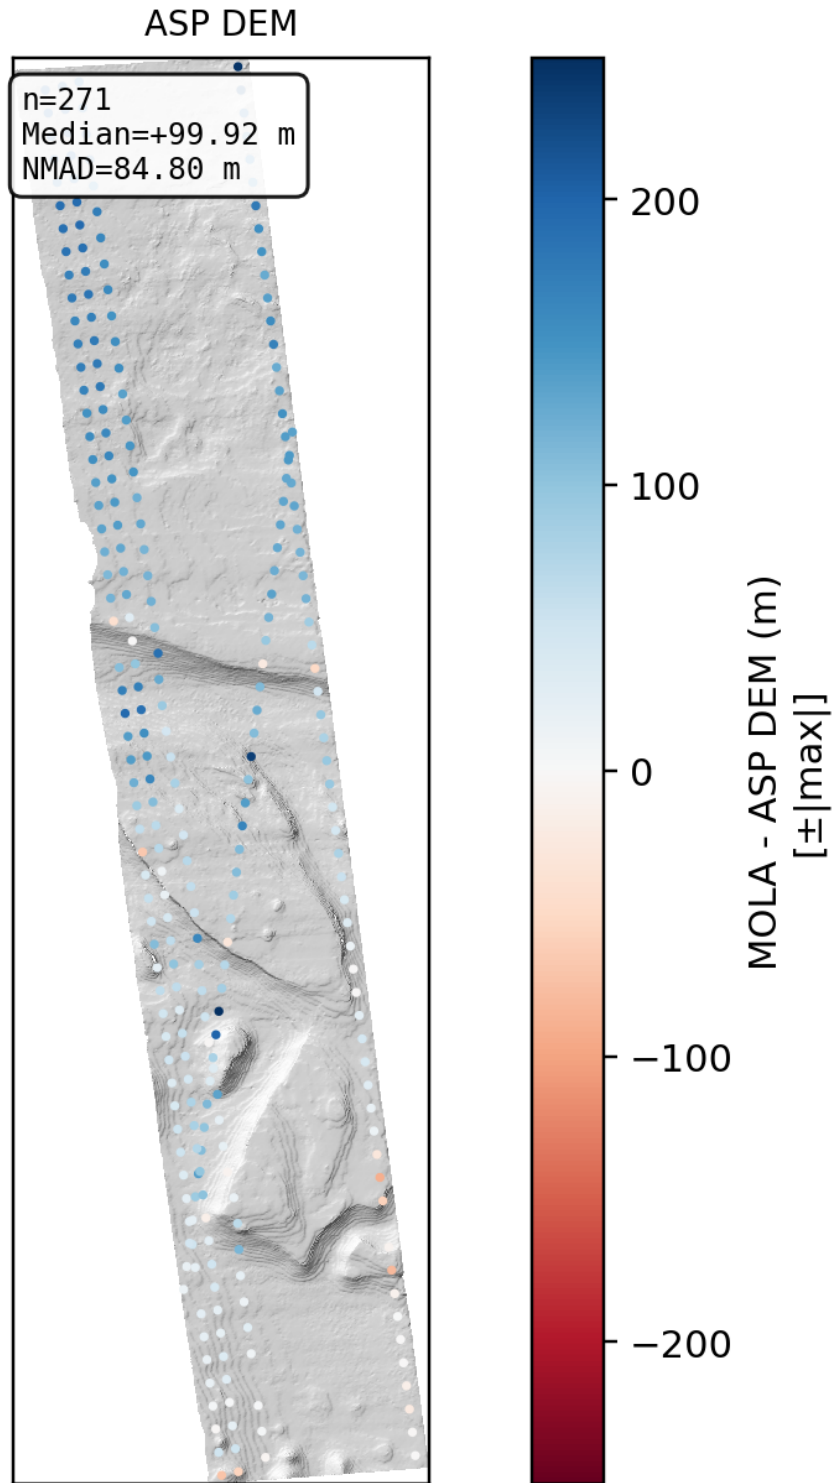 ASP DEM
n=271
Median=+99.92 m
NMAD=84.80 m
200
100
0
−100
−200
MOLA - ASP DEM (m)
[±|max|]